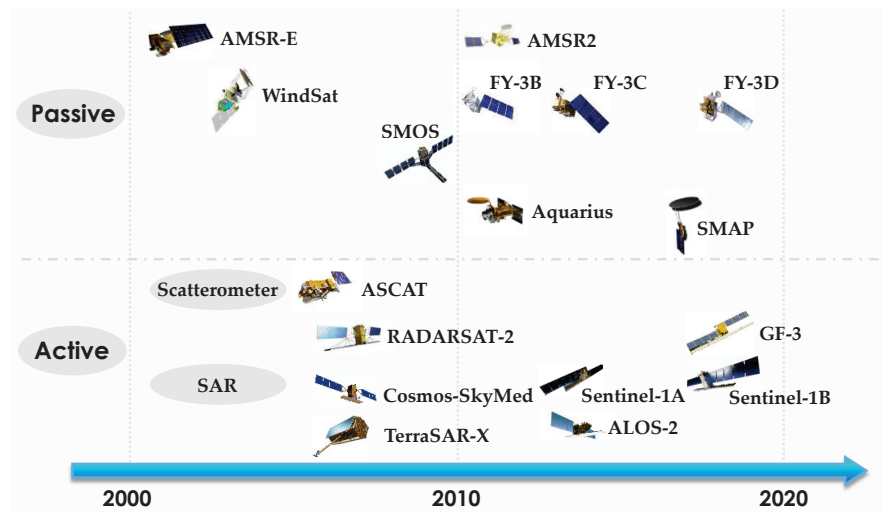 AMSR-E
AMSR2
WindSat
FY-3B
FY-3C
FY-3D
Passive
SMOS
Aquarius
SMAP
Scatterometer
ASCAT
RADARSAT-2
GF-3
Active
SAR
Cosmos-SkyMed
Sentinel-1A
Sentinel-1B
TerraSAR-X
ALOS-2
2000
2010
2020